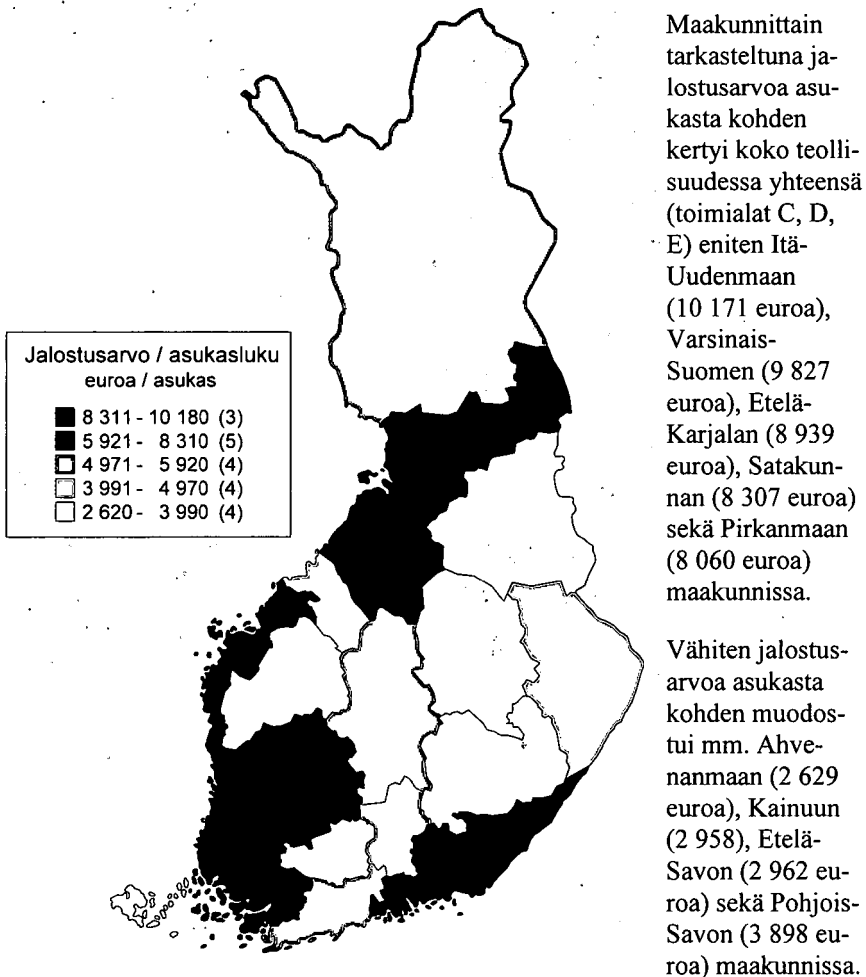 Maakunnittain
tarkasteltuna ja-
lostusarvoa asu-
kasta kohden
kertyi koko teolli-
suudessa yhteensä
(toimialat C, D,
E) eniten Itä-
Uudenmaan
(10 171 euroa),
Varsinais-
Suomen (9 827
euroa), Etelä-
Karjalan (8 939
euroa), Satakun-
nan (8 307 euroa)
sekä Pirkanmaan
(8 060 euroa)
maakunnissa.
Vähiten jalostus-
arvoa asukasta
kohden muodos-
tui mm. Ahve-
nanmaan (2 629
euroa), Kainuun
(2 958), Etelä-
Savon (2 962 eu-
roa) sekä Pohjois-
Savon (3 898 eu-
roa) maakunnissa.
Jalostusarvo / asukasluku
euroa / asukas
8 311 - 10 180 (3)
5 921 - 8 310 (5)
4 971 - 5 920 (4)
3 991 - 4 970 (4)
2 620 - 3 990 (4)